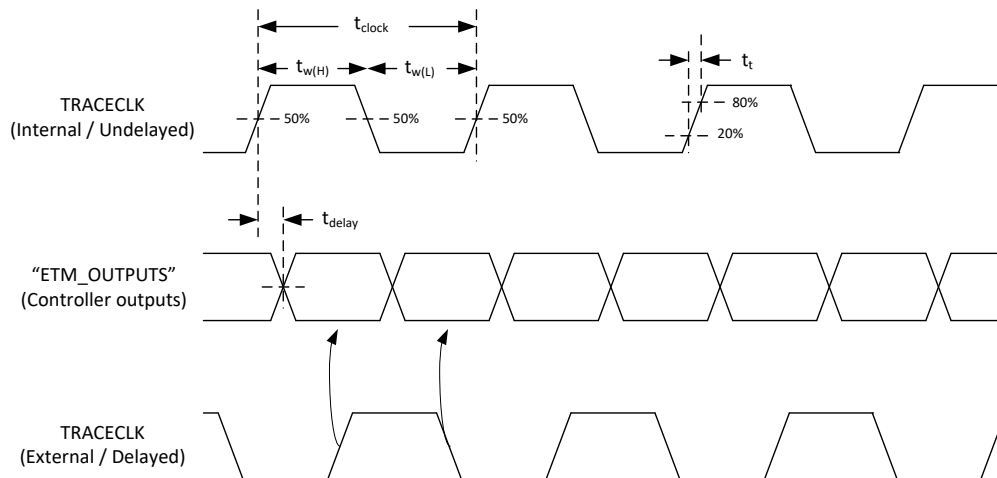 tclock
tw(H)
tw(L)
tt
TRACECLK
(Internal / Undelayed)
50%
50%
50%
80%
20%
tdelay
“ETM_OUTPUTS”
(Controller outputs)
TRACECLK
(External / Delayed)